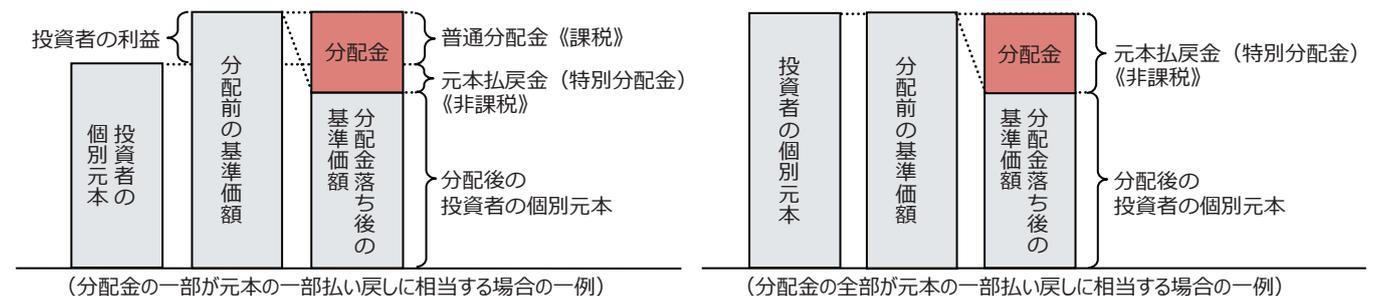 投資者の利益
投資者の
個別元本
分配前の基準価額
分配金
分配金落ち後の
基準価額
普通分配金《課税》
元本払戻金（特別分配金）
《非課税》
分配後の
投資者の個別元本
（分配金の一部が元本の一部払い戻しに相当する場合の一例）
投資者の個別元本
分配前の基準価額
分配金
分配金落ち後の
基準価額
元本払戻金（特別分配金）
《非課税》
分配後の
投資者の個別元本
（分配金の全部が元本の一部払い戻しに相当する場合の一例）